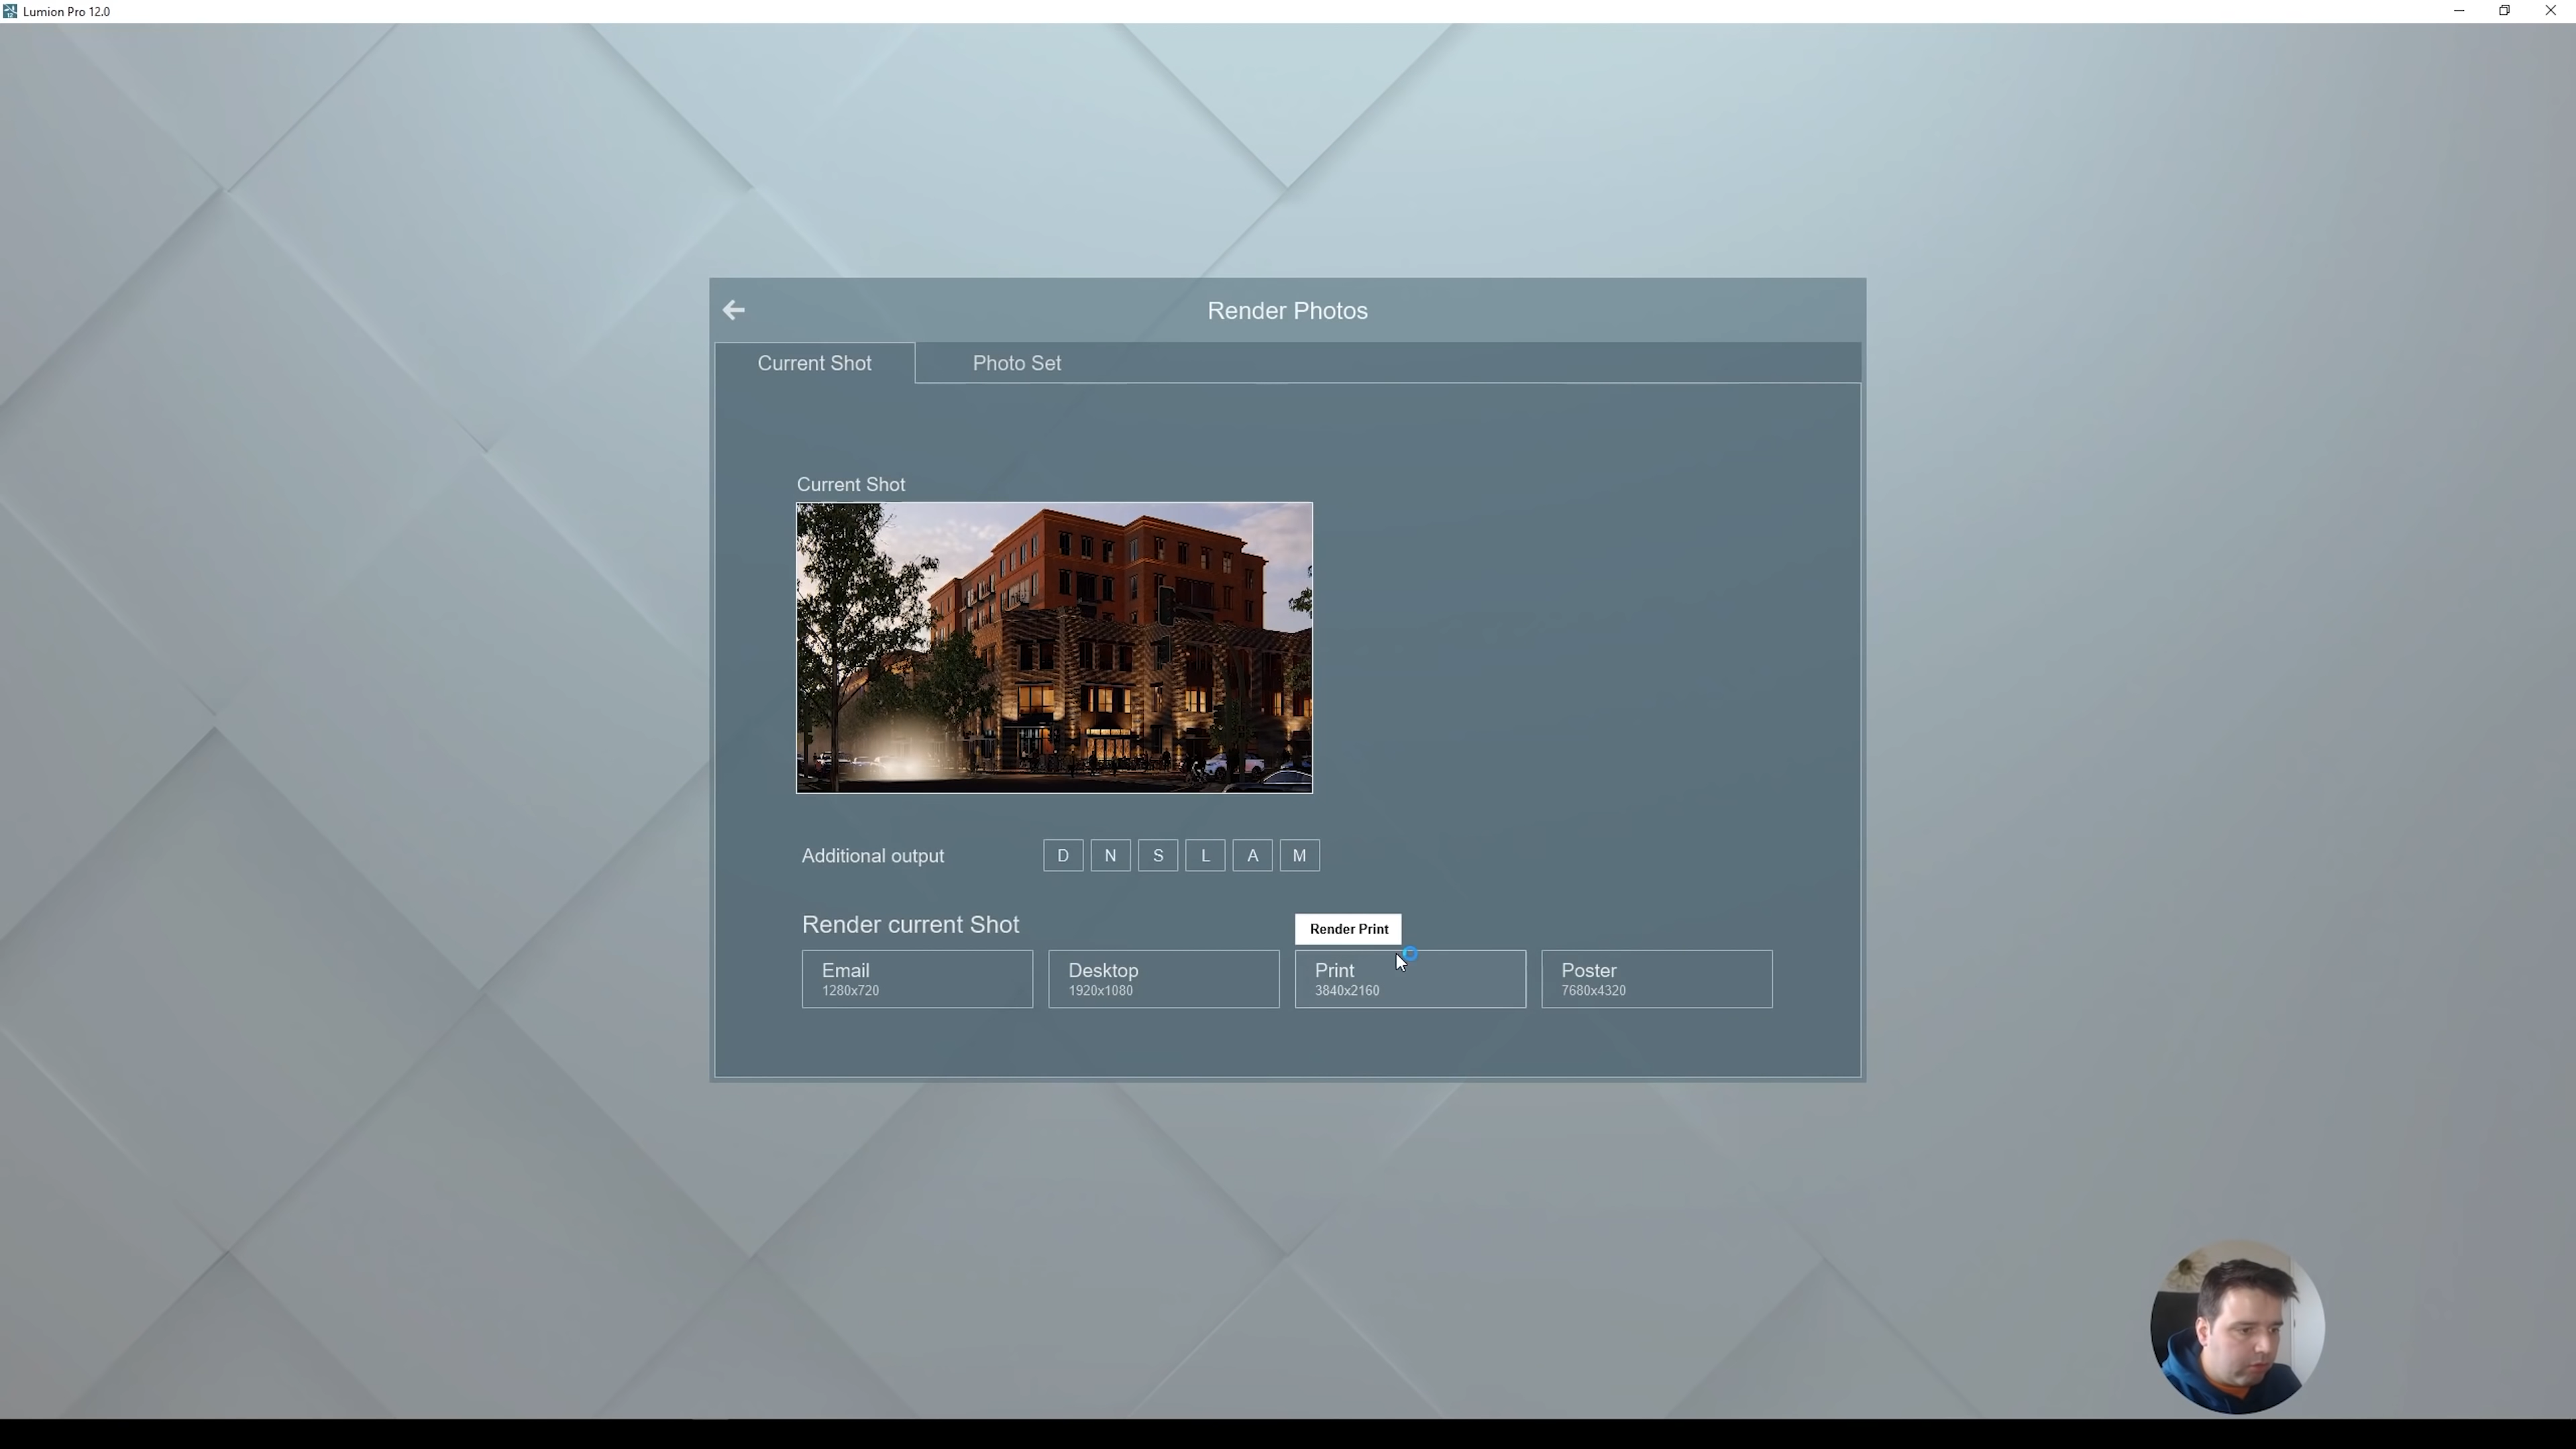 Lumion Pro 12.0
Render Photos
Current Shot
Photo Set
Current Shot
Additional output
D
N
S
L
A
M
Render current Shot
Render Print
Email
1280x720
Desktop
1920x1080
Print
3840x2160
Poster
7680x4320